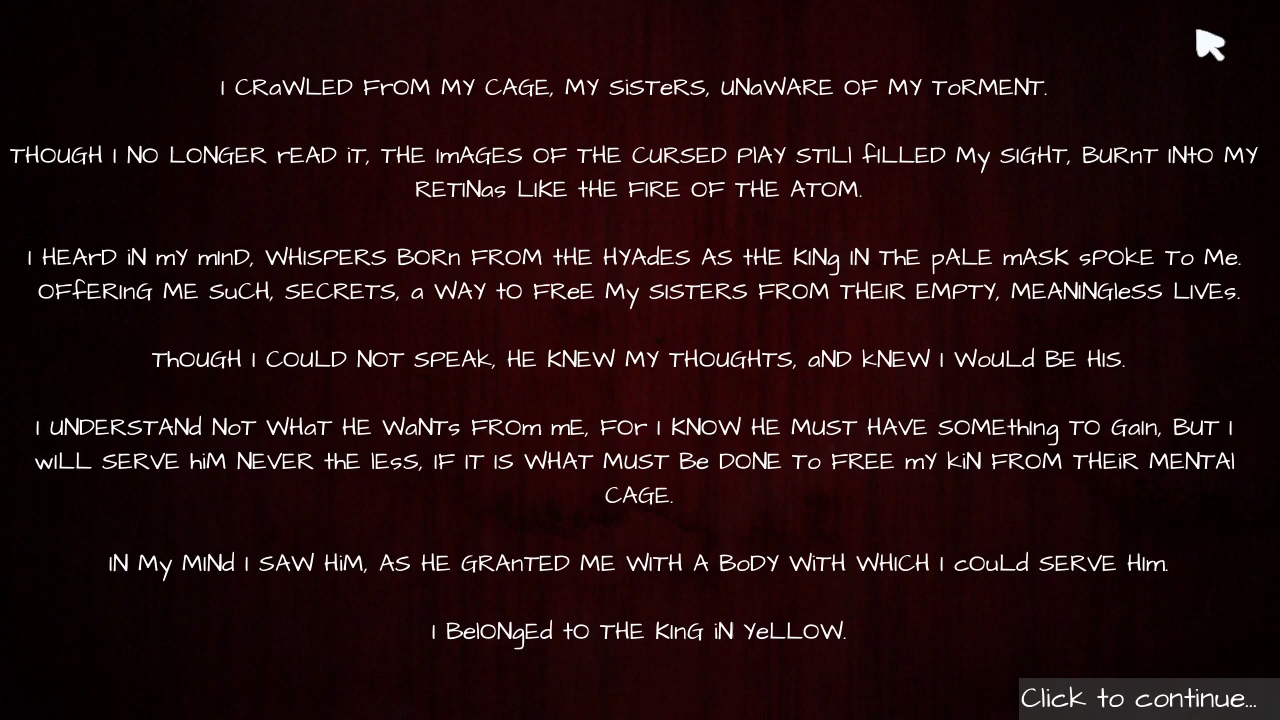 I CRaWLED FrOM MY CAGE, MY SiSTeRS, UNaWARE OF MY ToRMENT.
THOUGH I NO LONGER rEAD iT, THE ImAGES OF THE CURSED PlAY STILl fILLED My SIGHT, BURnT INtO MY
RETINas LIKE tHE FIRE OF THE ATOM.
I HEArD iN mY mInD, WHISPERS BORn FROM tHE HYAdES AS tHE KINg IN ThE pALE mASK sPOkE To Me.
OFfERInG ME SuCH, SECRETS, a WAY tO FReE My SISTERS FROM THEIR EMPTY, MEANINGleSS LIVEs.
ThOUGH I COULD NOT SPEAk, HE KNEW MY THOUGHTS, aND kNEW I WoULd BE HIS.
I UNDERSTANd NoT WHaT HE WaNTs FROm mE, FOr I KNOW HE MUST HAVE SOMEthIng TO GaIn, BUT I
wILL SERVE hiM NEVER thE lEsS, IF IT IS WHAT MUST Be DONE To FREE mY kiN FROM THEiR MENTAl
CAGE.
IN My MINd I SAW HiM, AS HE GRAnTED ME WITH A BoDY WiTH WHICH I cOuLd SERVE HIm.
I BelONgEd tO THE KInG iN YeLLOW.
Click to continue...